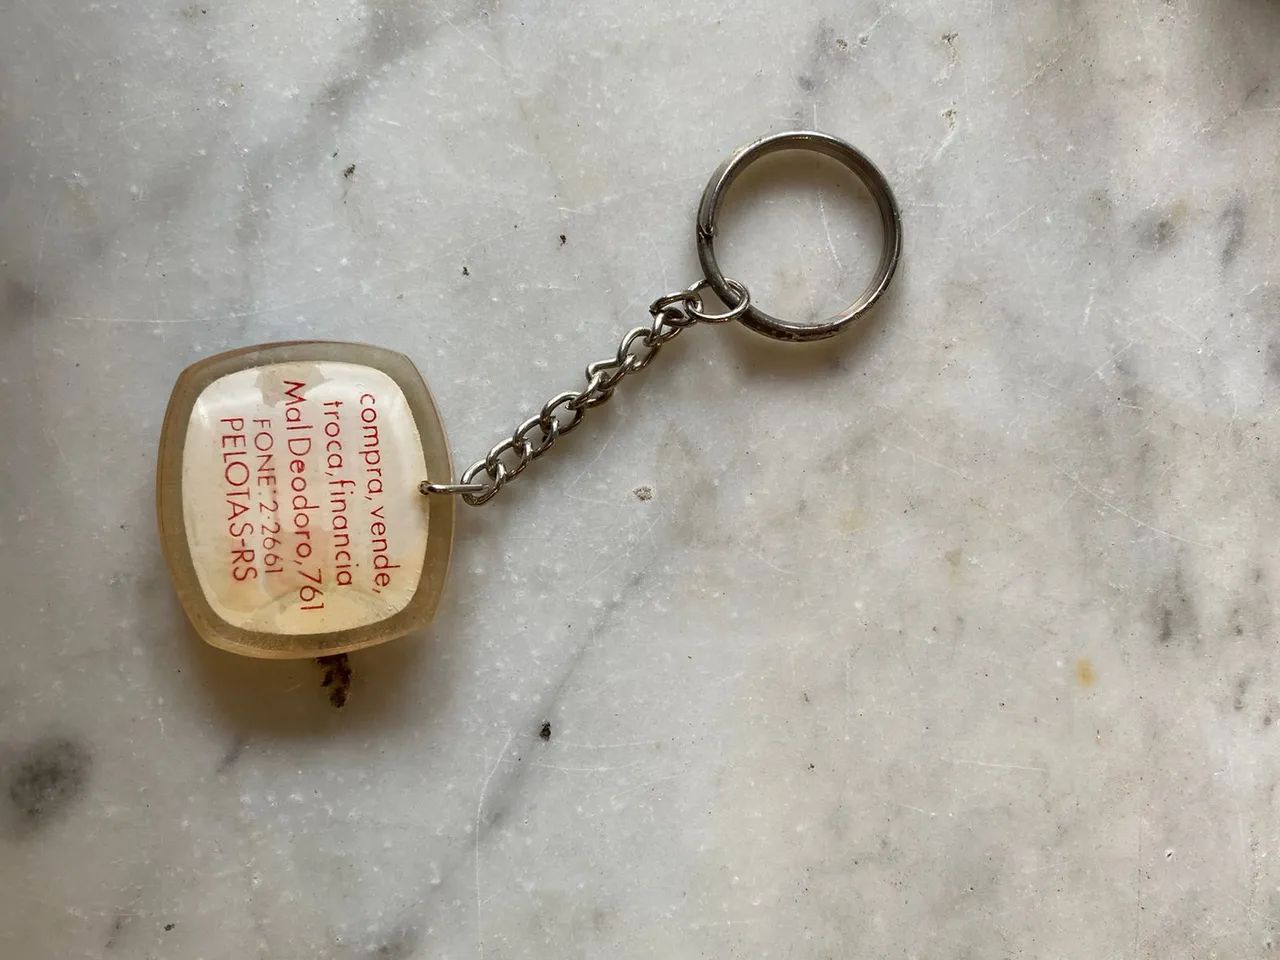 compra, vende,
troca, financia
Mal Deodoro, 761
FONE: 2-2661
PELOTAS-RS